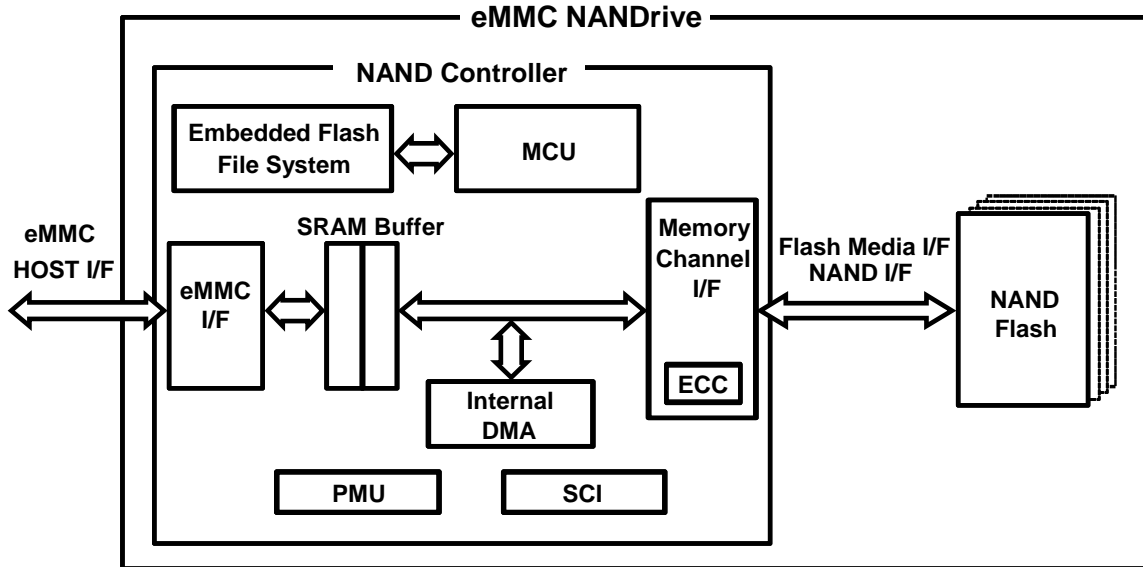 eMMC NANDrive
NAND Controller
Embedded Flash
File System
MCU
eMMC
HOST I/F
eMMC
I/F
SRAM Buffer
Memory
Channel
I/F
ECC
Internal
DMA
PMU
SCI
Flash Media I/F
NAND I/F
NAND
Flash